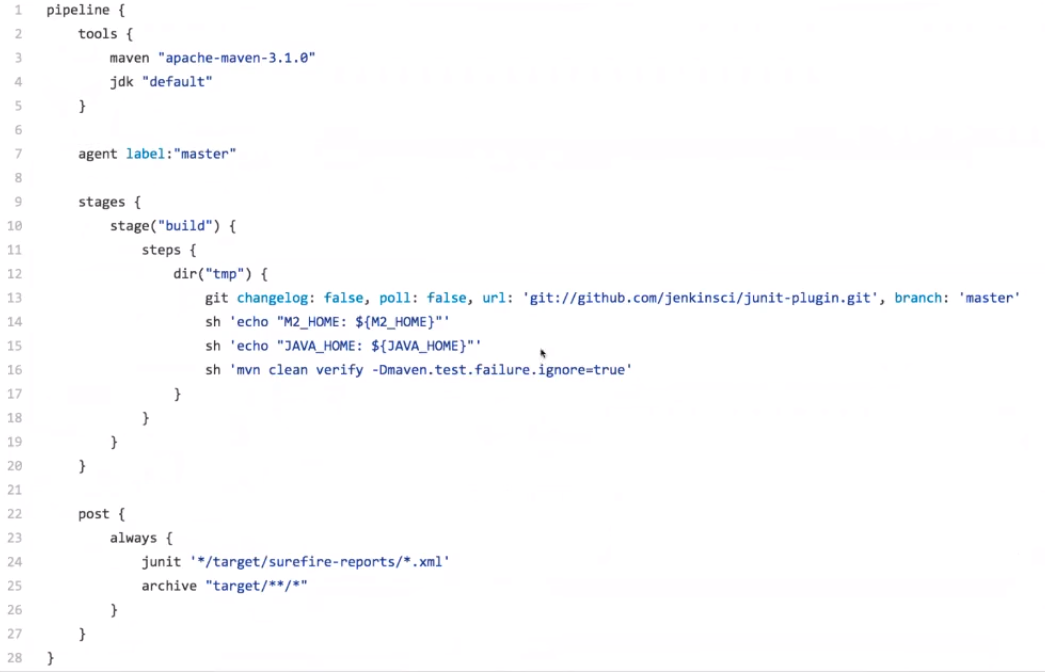 1 pipeline {
2     tools {
3         maven "apache-maven-3.1.0"
4         jdk "default"
5     }
6
7     agent label:"master"
8
9     stages {
10         stage("build") {
11             steps {
12                 dir("tmp") {
13                     git changelog: false, poll: false, url: 'git://github.com/jenkinsci/junit-plugin.git', branch: 'master'
14                     sh 'echo "M2_HOME: ${M2_HOME}"'
15                     sh 'echo "JAVA_HOME: ${JAVA_HOME}"'
16                     sh 'mvn clean verify -Dmaven.test.failure.ignore=true'
17                 }
18             }
19         }
20     }
21
22     post {
23         always {
24             junit '*/target/surefire-reports/*.xml'
25             archive "target/**/*"
26         }
27     }
28 }